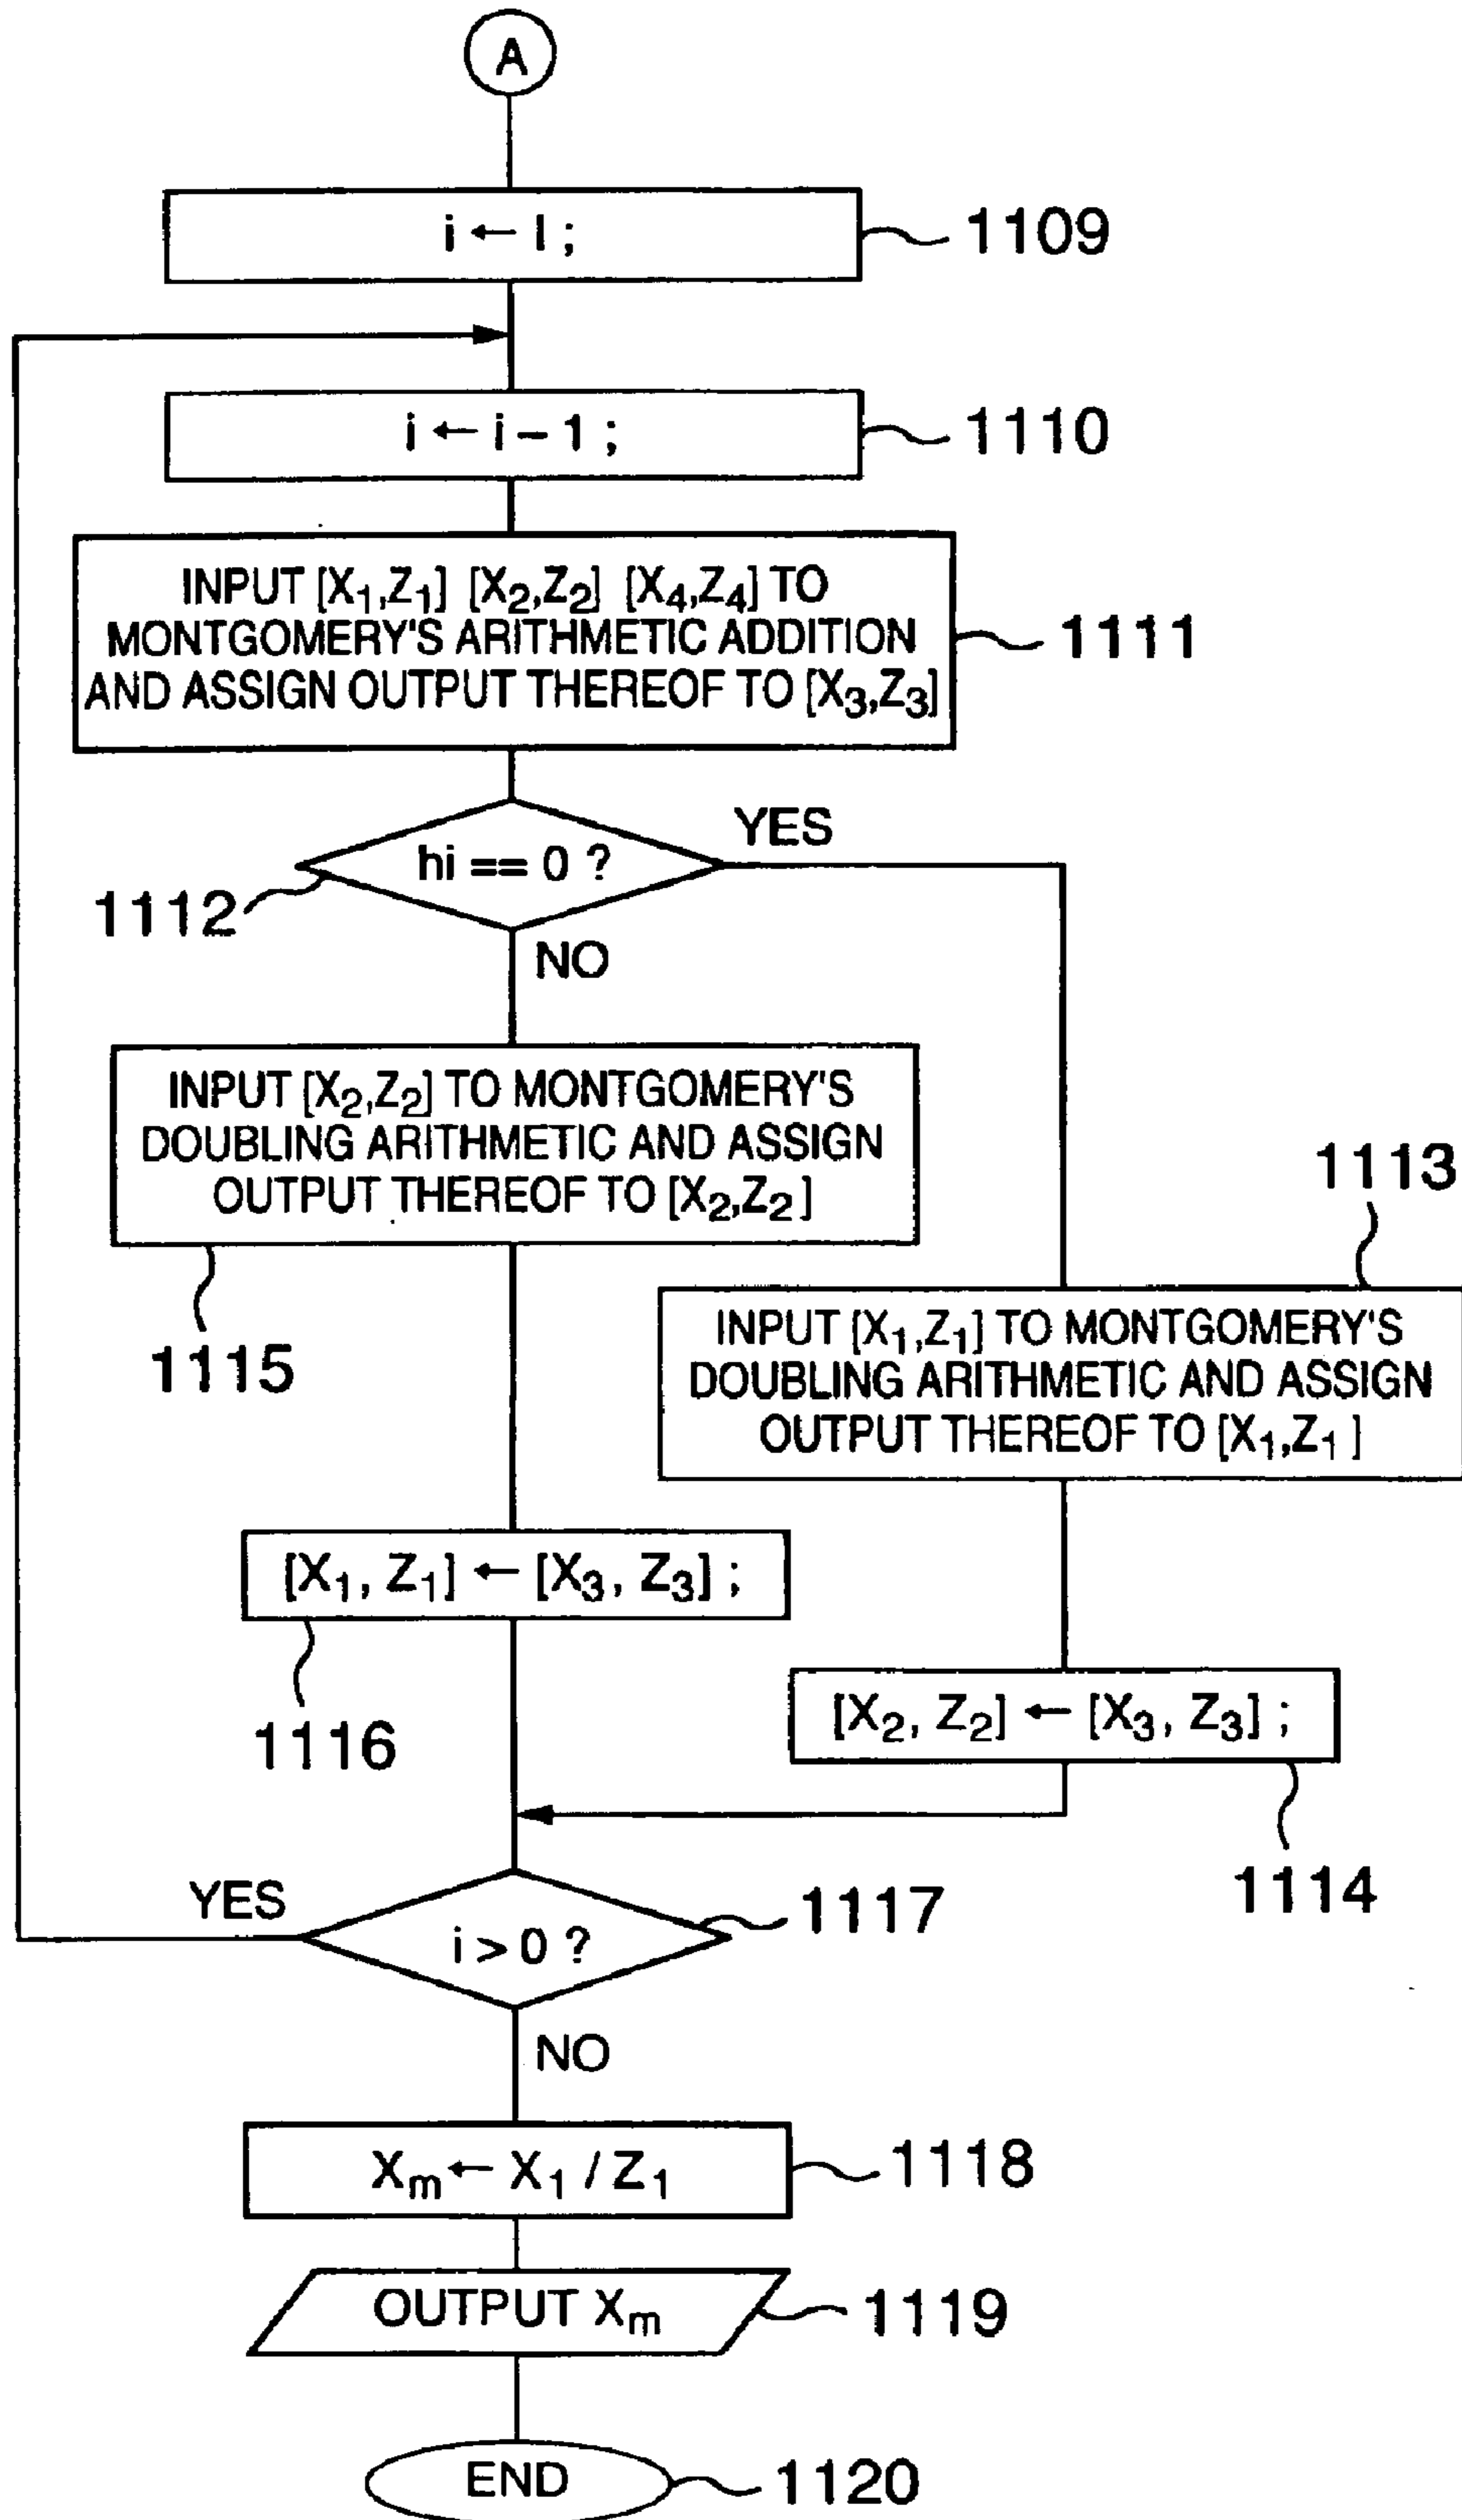 A
i ← l ;
1109
i ← i – 1 ;
1110
INPUT [X₁,Z₁] [X₂,Z₂] [X₄,Z₄] TO
MONTGOMERY'S ARITHMETIC ADDITION
AND ASSIGN OUTPUT THEREOF TO [X₃,Z₃]
1111
YES
hi == 0 ?
1112
NO
INPUT [X₂,Z₂] TO MONTGOMERY'S
DOUBLING ARITHMETIC AND ASSIGN
OUTPUT THEREOF TO [X₂,Z₂]
1115
1113
INPUT [X₁,Z₁] TO MONTGOMERY'S
DOUBLING ARITHMETIC AND ASSIGN
OUTPUT THEREOF TO [X₁,Z₁ ]
[X₁, Z₁] ← [X₃, Z₃] ;
1116
[X₂, Z₂] ← [X₃, Z₃] ;
1114
YES
i > 0 ?
1117
NO
Xₘ ← X₁ / Z₁
1118
OUTPUT Xₘ
1119
END
1120